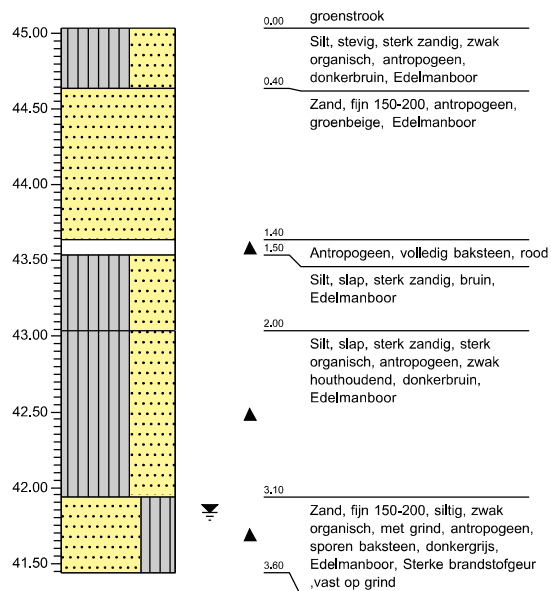 45.00
44.50
44.00
43.50
43.00
42.50
42.00
41.50
0.00
groenstrook
Silt, stevig, sterk zandig, zwak
organisch, antropogeen,
donkerbruin, Edelmanboor
0.40
Zand, fijn 150-200, antropogeen,
groenbeige, Edelmanboor
1.40
Antropogeen, volledig baksteen, rood
1.50
Silt, slap, sterk zandig, bruin,
Edelmanboor
2.00
Silt, slap, sterk zandig, sterk
organisch, antropogeen, zwak
houthoudend, donkerbruin,
Edelmanboor
3.10
Zand, fijn 150-200, siltig, zwak
organisch, met grind, antropogeen,
sporen baksteen, donkergrijs,
Edelmanboor, Sterke brandstofgeur
,vast op grind
3.60